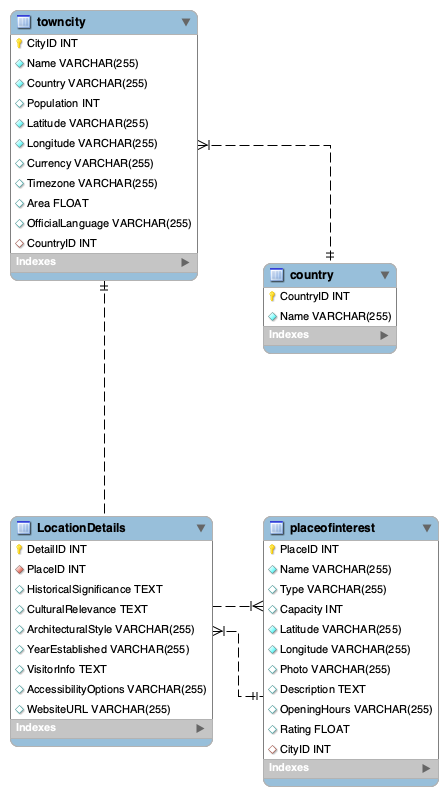 towncity
CityID INT
Name VARCHAR(255)
Country VARCHAR(255)
Population INT
Latitude VARCHAR(255)
Longitude VARCHAR(255)
Currency VARCHAR(255)
Timezone VARCHAR(255)
Area FLOAT
OfficialLanguage VARCHAR(255)
CountryID INT
Indexes
country
CountryID INT
Name VARCHAR(255)
Indexes
LocationDetails
DetailID INT
PlaceID INT
HistoricalSignificance TEXT
CulturalRelevance TEXT
ArchitecturalStyle VARCHAR(255)
YearEstablished VARCHAR(255)
VisitorInfo TEXT
AccessibilityOptions VARCHAR(255)
WebsiteURL VARCHAR(255)
Indexes
placeofinterest
PlaceID INT
Name VARCHAR(255)
Type VARCHAR(255)
Capacity INT
Latitude VARCHAR(255)
Longitude VARCHAR(255)
Photo VARCHAR(255)
Description TEXT
OpeningHours VARCHAR(255)
Rating FLOAT
CityID INT
Indexes